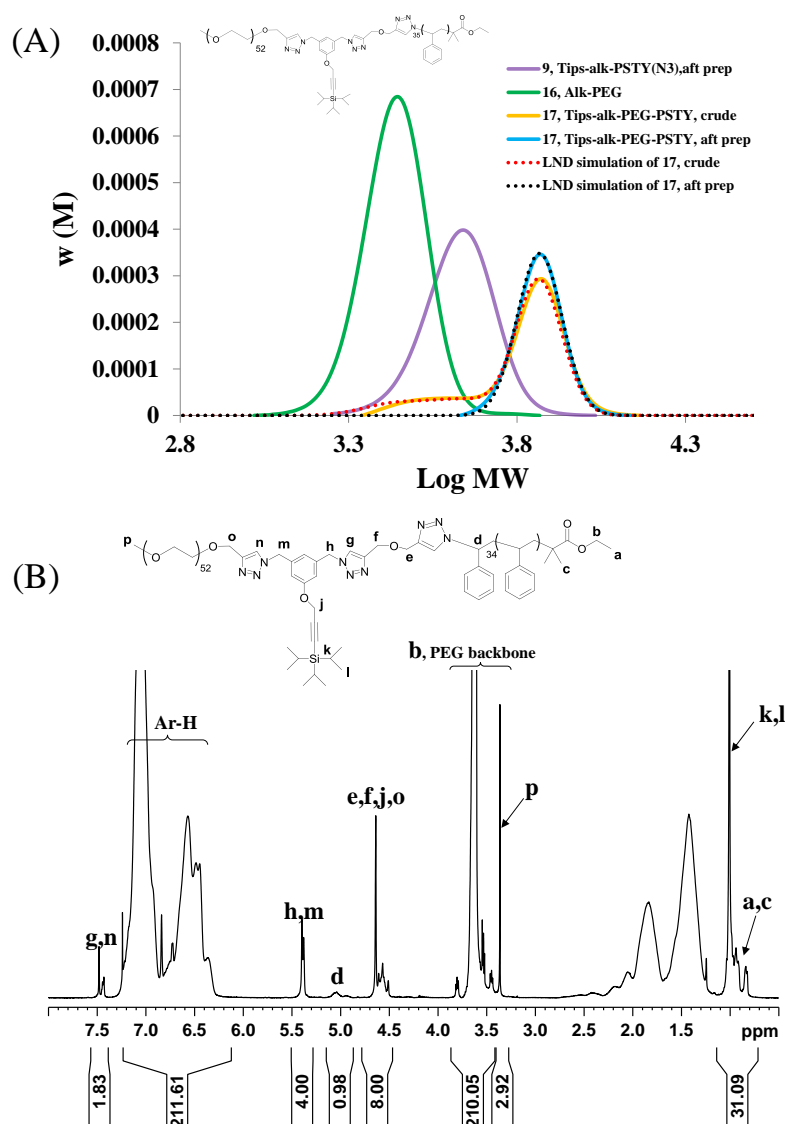 (A)
O
52
O
N
N=N
N
N=N
O
N=N
N
35
O
O
O
Si
0.0008
0.0007
0.0006
0.0005
0.0004
0.0003
0.0002
0.0001
0
w (M)
9, Tips-alk-PSTY(N3),aft prep
16, Alk-PEG
17, Tips-alk-PEG-PSTY, crude
17, Tips-alk-PEG-PSTY, aft prep
LND simulation of 17, crude
LND simulation of 17, aft prep
2.8 3.3 3.8 4.3
Log MW
(B)
p O O 52 o n m h g f O e N=N N d 34 O O b a c
N N=N N N=N
O j
k
Si l
b, PEG backbone
Ar-H
k,l
e,f,j,o
p
a,c
g,n
h,m
d
7.5 7.0 6.5 6.0 5.5 5.0 4.5 4.0 3.5 3.0 2.5 2.0 1.5 ppm
1.83 211.61 4.00 0.98 8.00 210.05 2.92 31.09